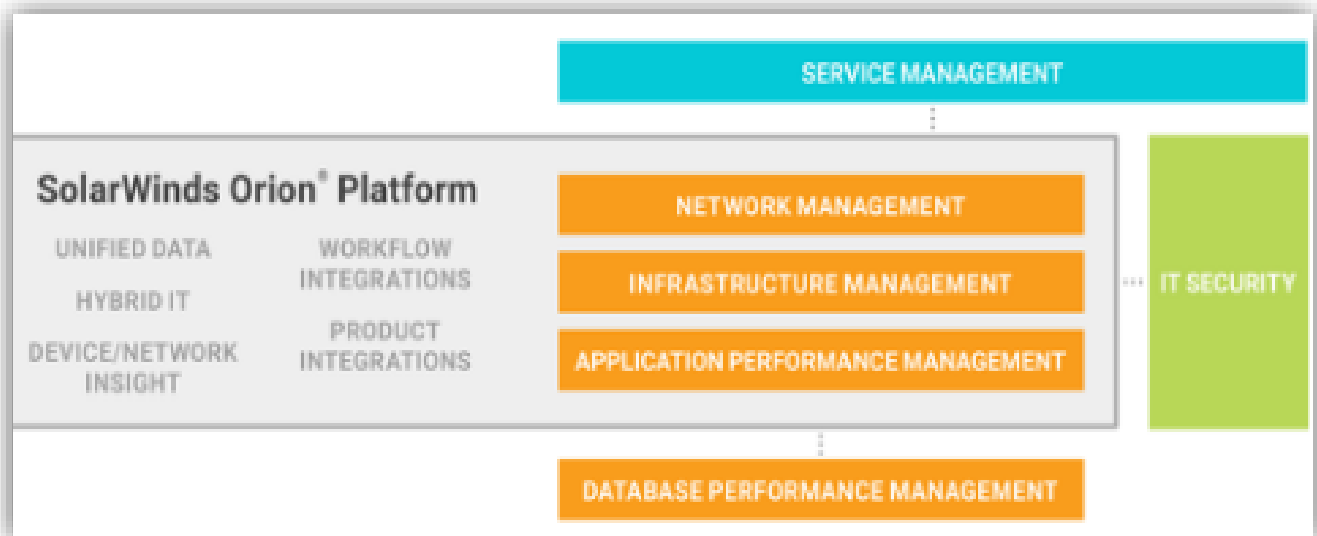 SERVICE MANAGEMENT
SolarWinds Orion® Platform
UNIFIED DATA
HYBRID IT
DEVICE/NETWORK
INSIGHT
WORKFLOW
INTEGRATIONS
PRODUCT
INTEGRATIONS
NETWORK MANAGEMENT
INFRASTRUCTURE MANAGEMENT
APPLICATION PERFORMANCE MANAGEMENT
IT SECURITY
DATABASE PERFORMANCE MANAGEMENT